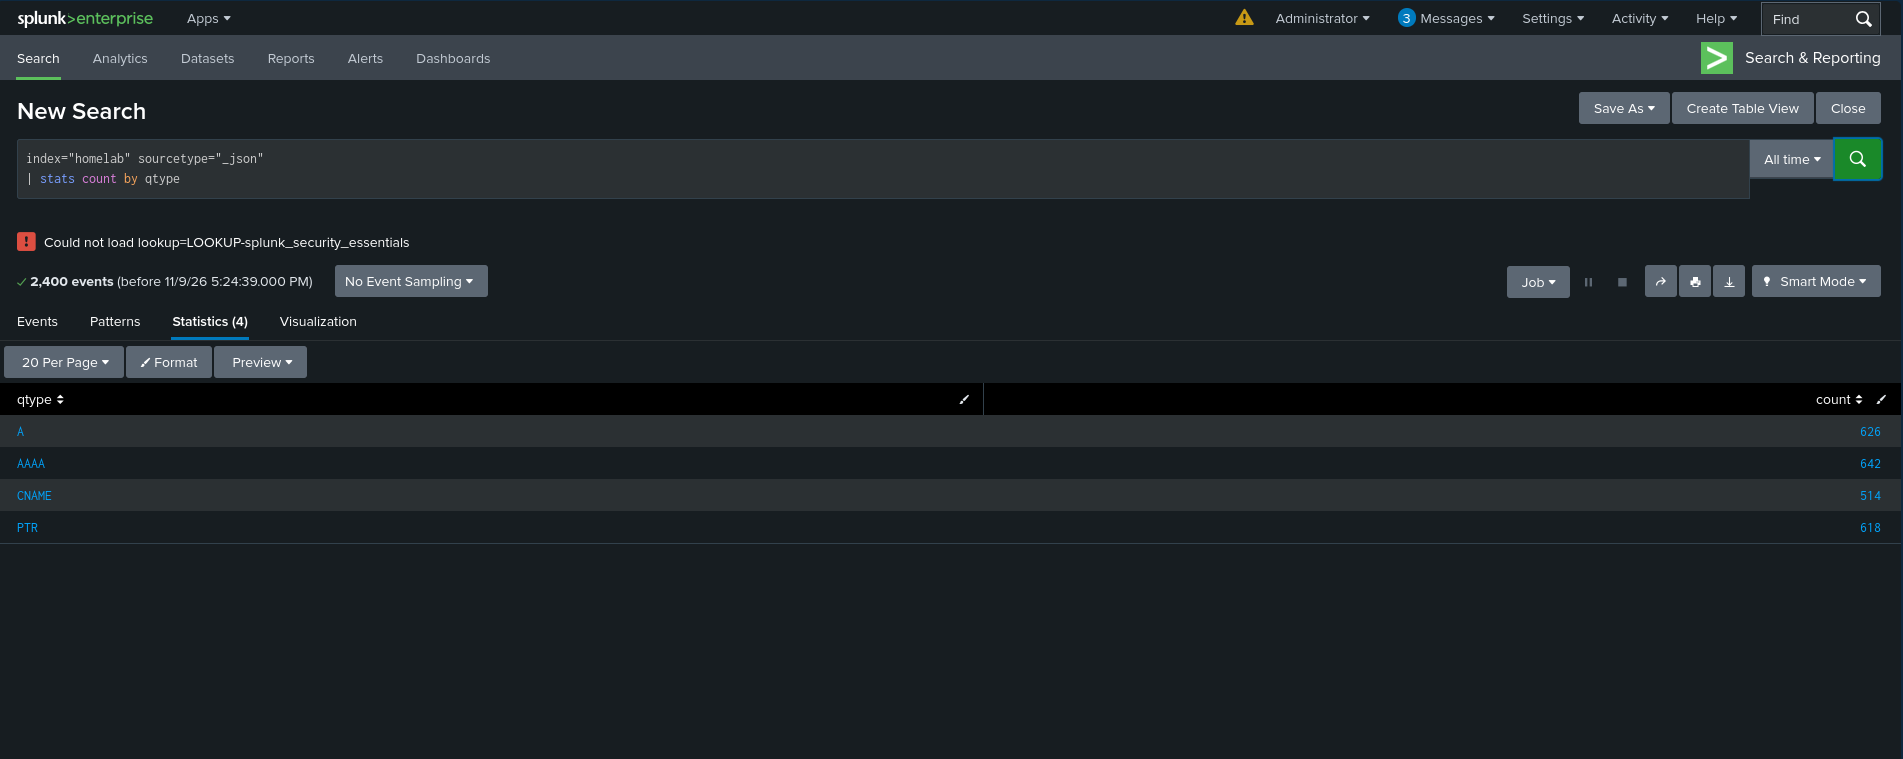 splunk>enterprise Apps Administrator 3 Messages Settings Activity Help Find
Search Analytics Datasets Reports Alerts Dashboards Search & Reporting
New Search Save As Create Table View Close
index="homelab" sourcetype="_json"
| stats count by qtype
All time
Could not load lookup=LOOKUP-splunk_security_essentials
2,400 events (before 11/9/26 5:24:39.000 PM) No Event Sampling Job Smart Mode
Events Patterns Statistics (4) Visualization
20 Per Page Format Preview
qtype count
A 626
AAAA 642
CNAME 514
PTR 618